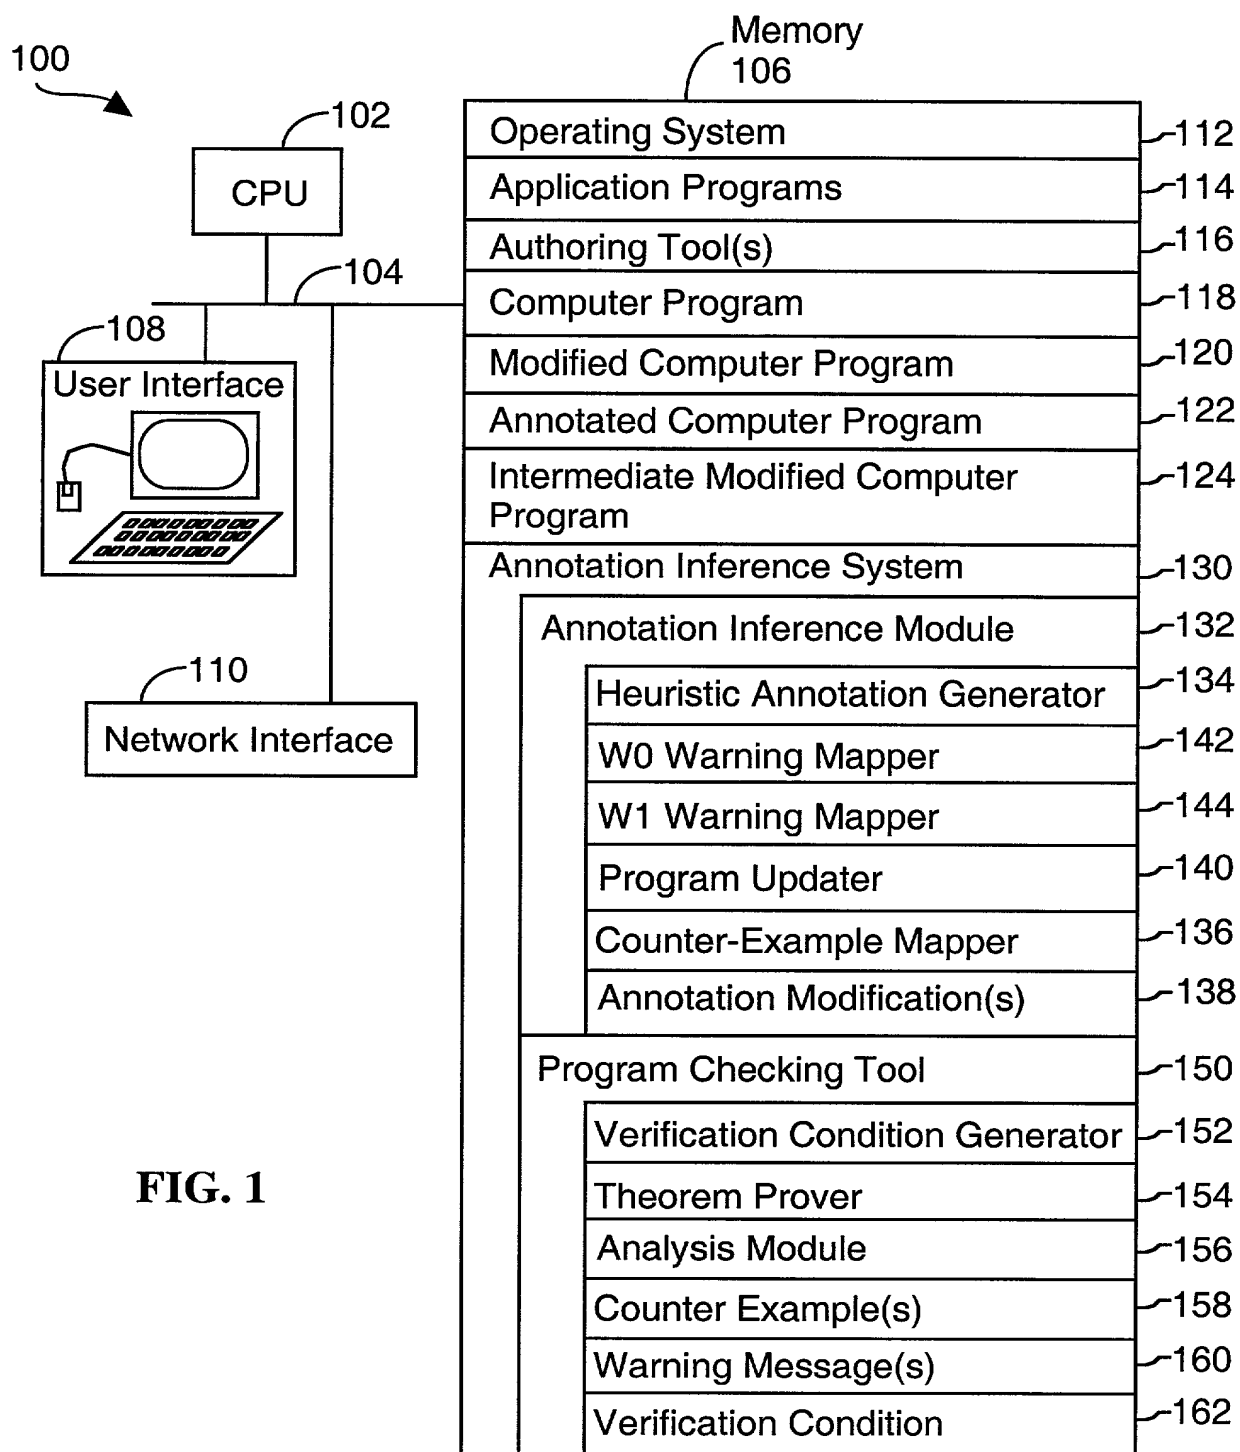 Memory
106
100
102
CPU
104
108
User Interface
110
Network Interface
Operating System 112
Application Programs 114
Authoring Tool(s) 116
Computer Program 118
Modified Computer Program 120
Annotated Computer Program 122
Intermediate Modified Computer 124
Program
Annotation Inference System 130
Annotation Inference Module 132
Heuristic Annotation Generator 134
W0 Warning Mapper 142
W1 Warning Mapper 144
Program Updater 140
Counter-Example Mapper 136
Annotation Modification(s) 138
Program Checking Tool 150
Verification Condition Generator 152
Theorem Prover 154
Analysis Module 156
Counter Example(s) 158
Warning Message(s) 160
Verification Condition 162
FIG. 1